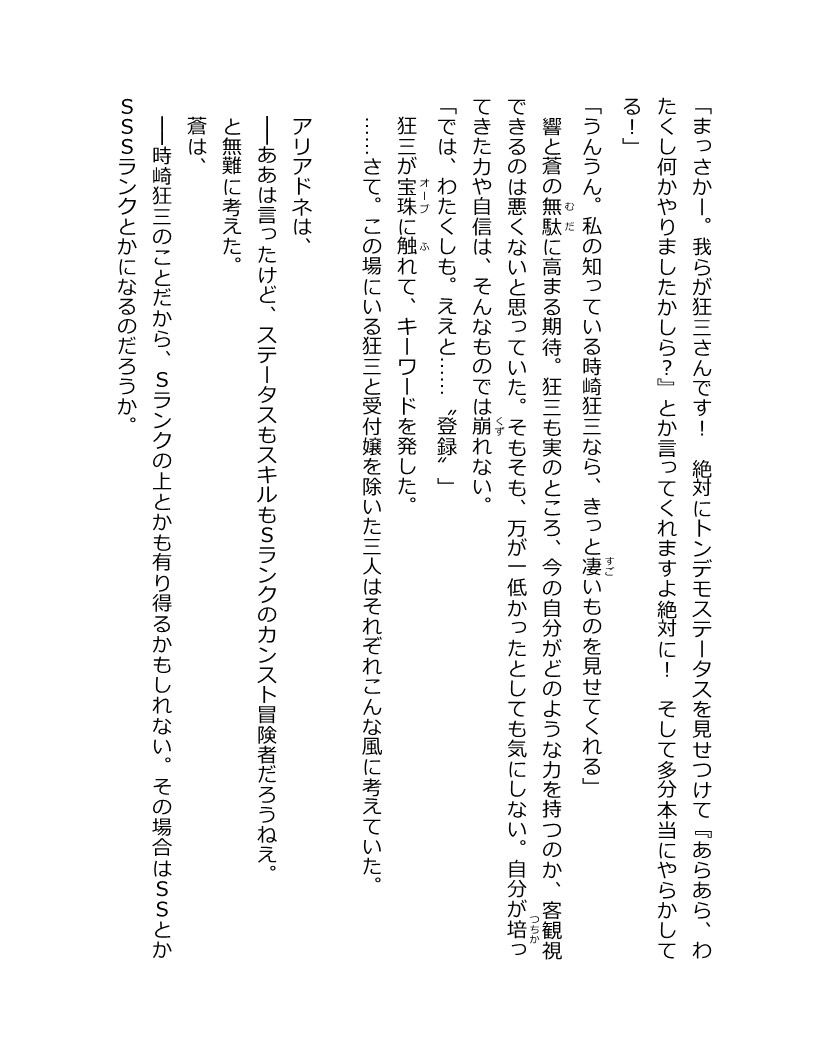 「まっさかー。我らが狂三さんです！　絶対にトンデモステータスを見せつけて『あらあら、わ
たくし何かやりましたかしら？』とか言ってくれますよ絶対に！　そして多分本当にやらかして
る！」
「うんうん。私の知っている時崎狂三なら、きっと凄いものを見せてくれる」
　響と蒼の無駄に高まる期待。狂三も実のところ、今の自分がどのような力を持つのか、客観視
できるのは悪くないと思っていた。そもそも、万が一低かったとしても気にしない。自分が培っ
てきた力や自信は、そんなものでは崩れない。
「では、わたくしも。ええと……〝登録〟」
　狂三が宝珠に触れて、キーワードを発した。
　……さて。この場にいる狂三と受付嬢を除いた三人はそれぞれこんな風に考えていた。
　アリアドネは、
　――ああは言ったけど、ステータスもスキルもＳランクのカンスト冒険者だろうねえ。
　と無難に考えた。
　蒼は、
　――時崎狂三のことだから、Ｓランクの上とかも有り得るかもしれない。その場合はＳＳとか
ＳＳＳランクとかになるのだろうか。